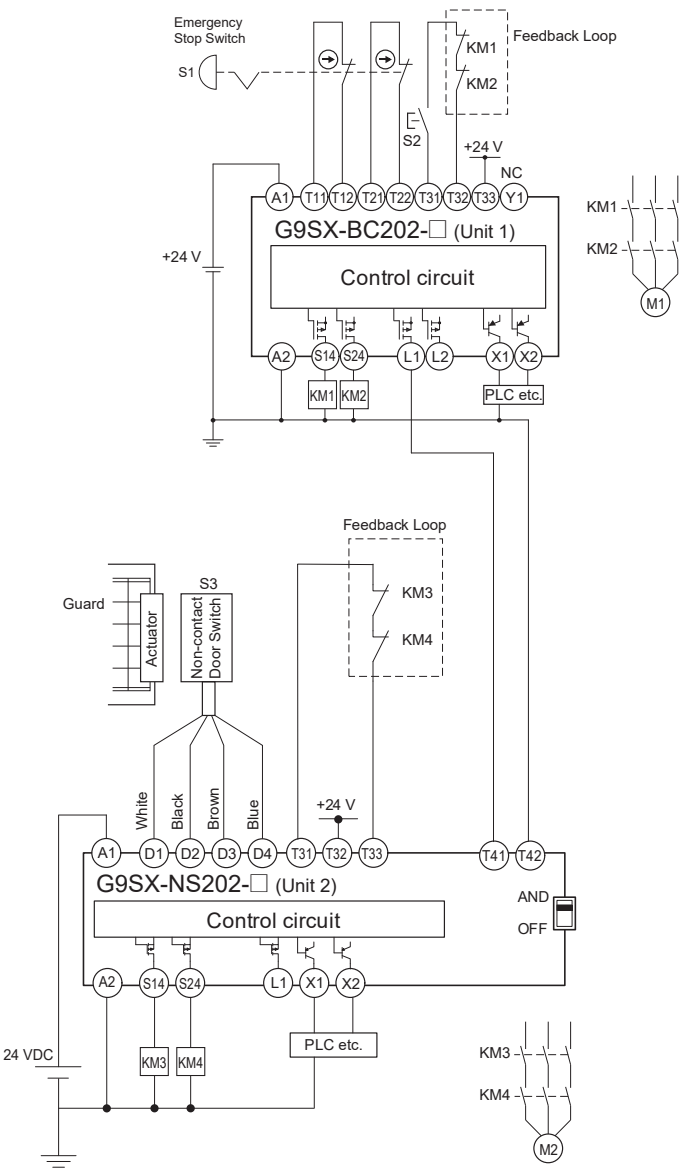 Emergency
Stop Switch
S1
KM1
KM2
Feedback Loop
S2
+24 V
NC
A1
T11
T12
T21
T22
T31
T32
T33
Y1
G9SX-BC202-□ (Unit 1)
+24 V
Control circuit
A2
S14
S24
L1
L2
X1
X2
KM1
KM2
PLC etc.
KM1
KM2
M1
Feedback Loop
KM3
KM4
Guard
Actuator
S3
Non-contact
Door Switch
White
Black
Brown
Blue
+24 V
A1
D1
D2
D3
D4
T31
T32
T33
T41
T42
G9SX-NS202-□ (Unit 2)
AND
OFF
Control circuit
A2
S14
S24
L1
X1
X2
24 VDC
KM3
KM4
PLC etc.
KM3
KM4
M2